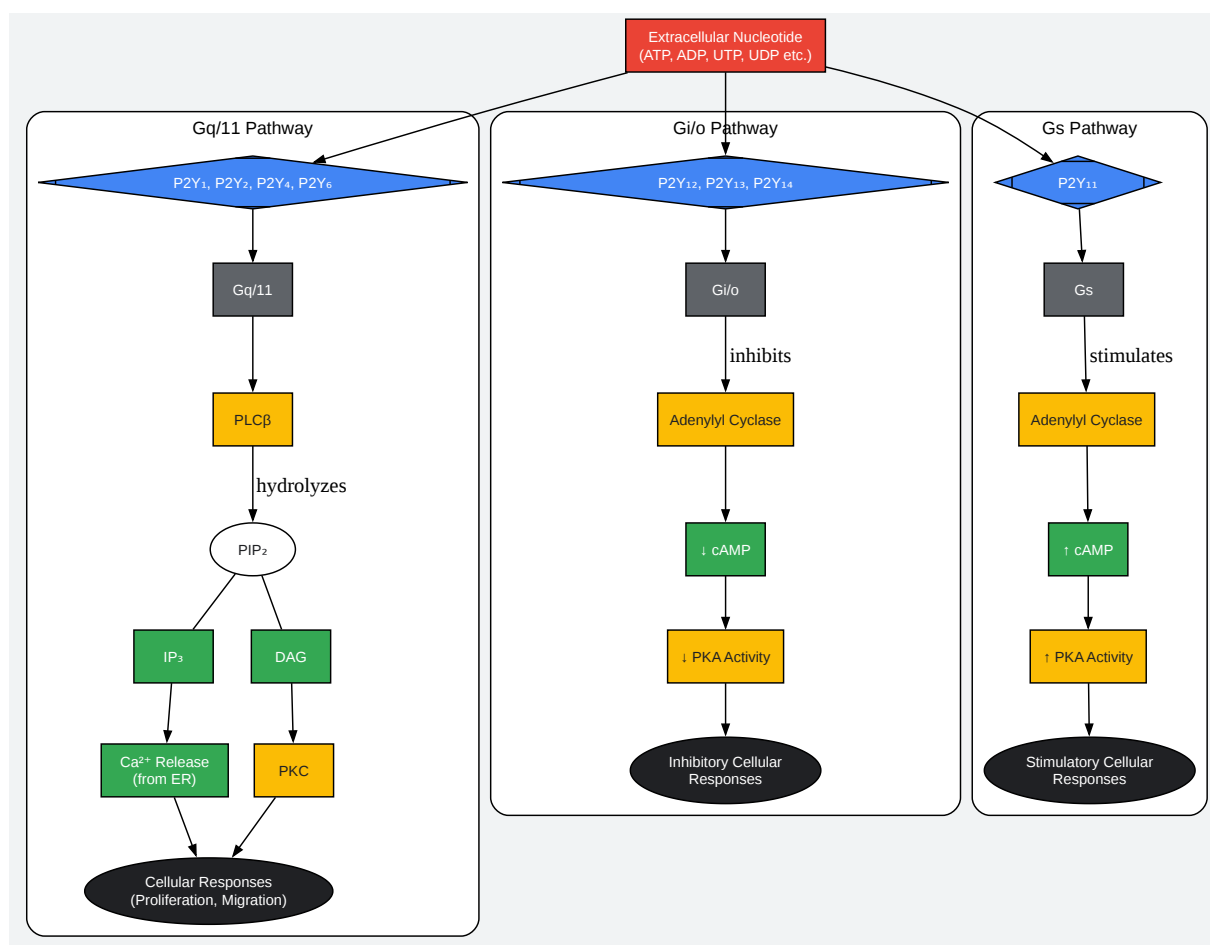 Extracellular Nucleotide
(ATP, ADP, UTP, UDP etc.)
Gq/11 Pathway
P2Y₁, P2Y₂, P2Y₄, P2Y₆
Gq/11
PLCβ
hydrolyzes
PIP₂
IP₃
DAG
Ca²⁺ Release
(from ER)
PKC
Cellular Responses
(Proliferation, Migration)
Gi/o Pathway
P2Y₁₂, P2Y₁₃, P2Y₁₄
Gi/o
inhibits
Adenylyl Cyclase
↓ cAMP
↓ PKA Activity
Inhibitory Cellular
Responses
Gs Pathway
P2Y₁₁
Gs
stimulates
Adenylyl Cyclase
↑ cAMP
↑ PKA Activity
Stimulatory Cellular
Responses